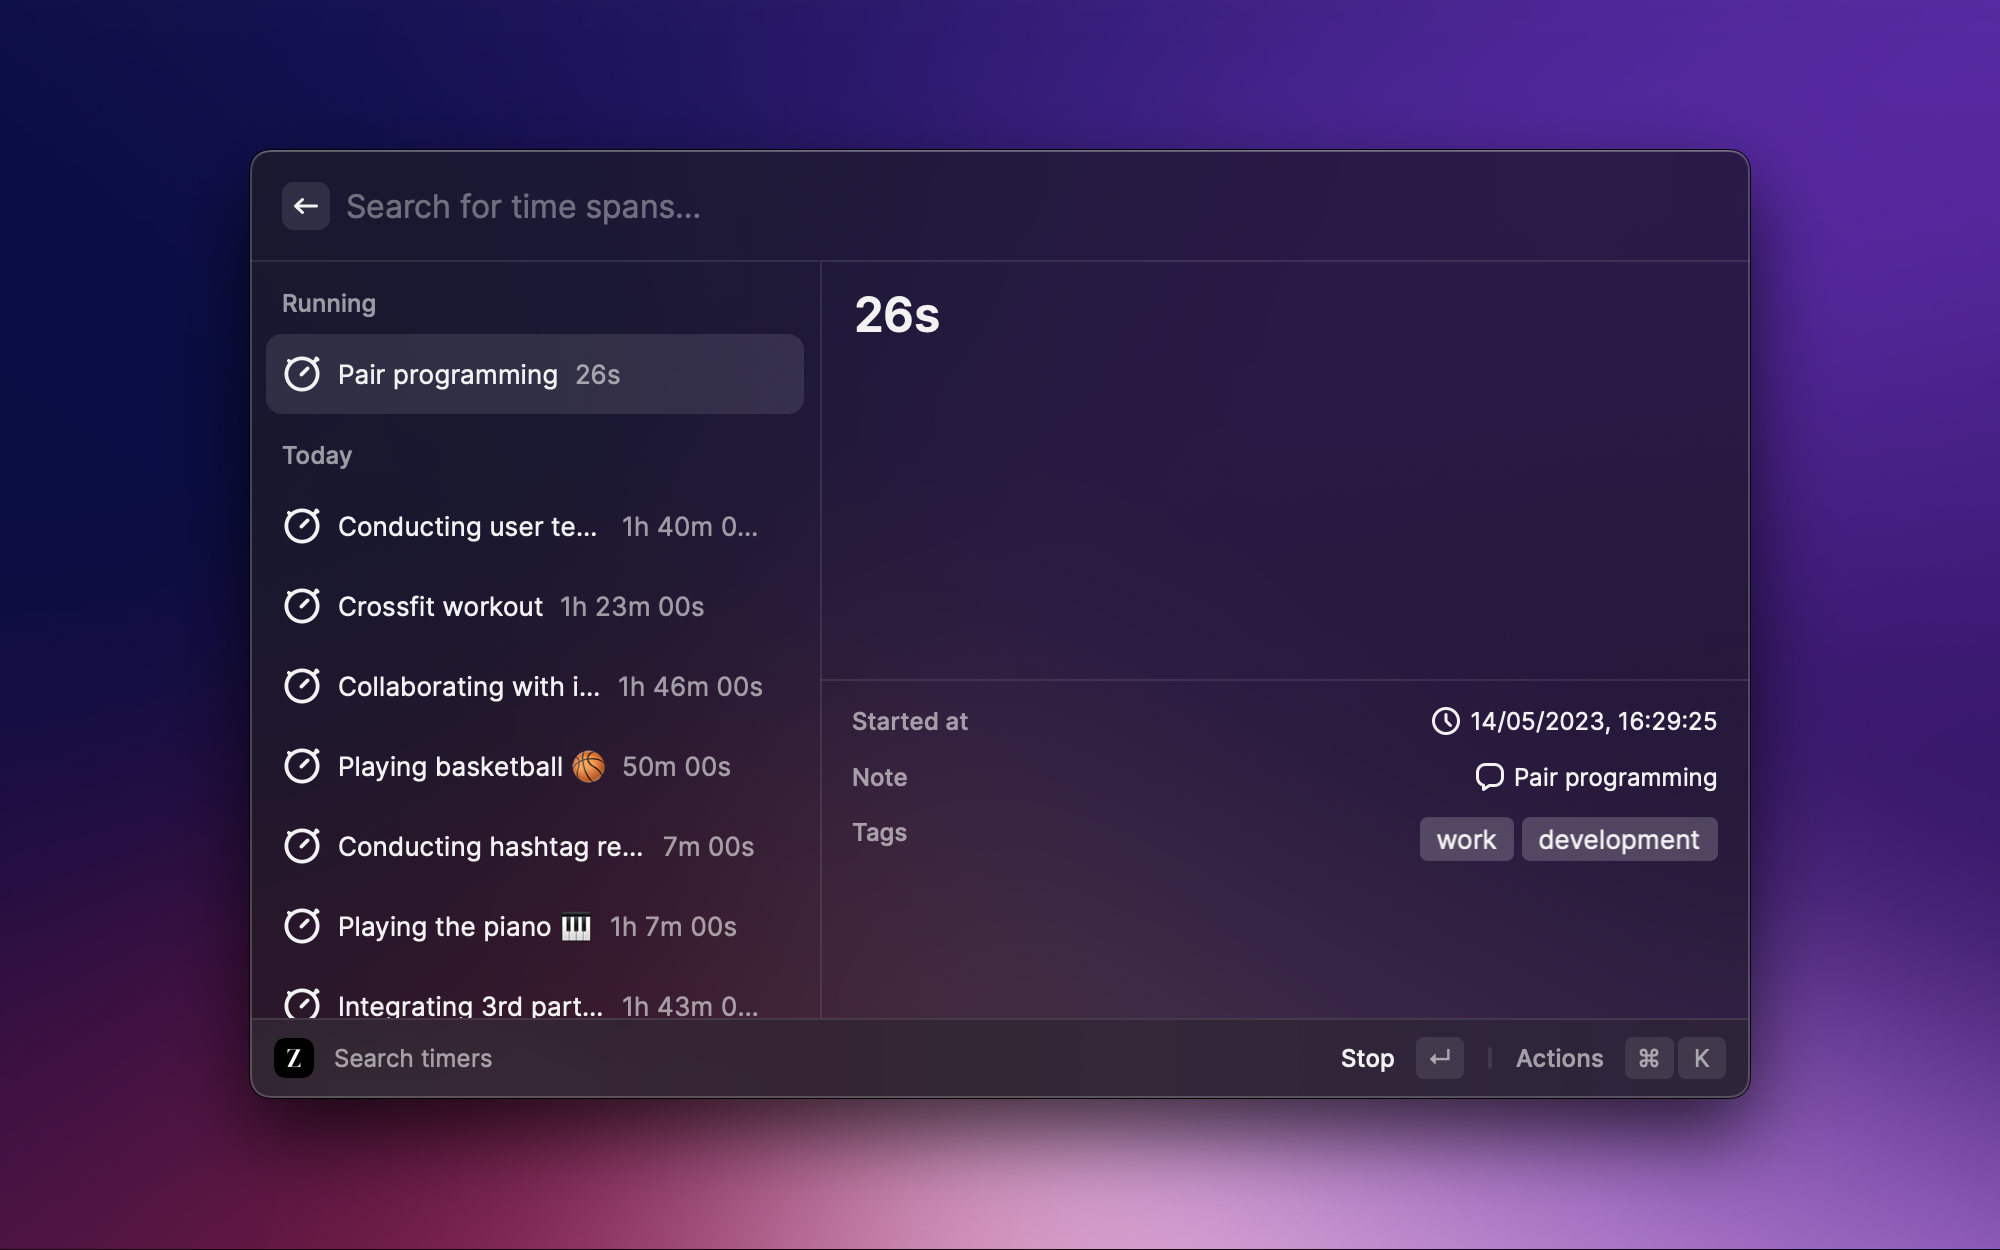 Search for time spans...
Running
Pair programming 26s
Today
Conducting user te... 1h 40m 0...
Crossfit workout 1h 23m 00s
Collaborating with i... 1h 46m 00s
Playing basketball 🏀 50m 00s
Conducting hashtag re... 7m 00s
Playing the piano 🎹 1h 7m 00s
Integrating 3rd part... 1h 43m 0...
26s
Started at 14/05/2023, 16:29:25
Note Pair programming
Tags work development
Z Search timers Stop ↵ Actions ⌘ K